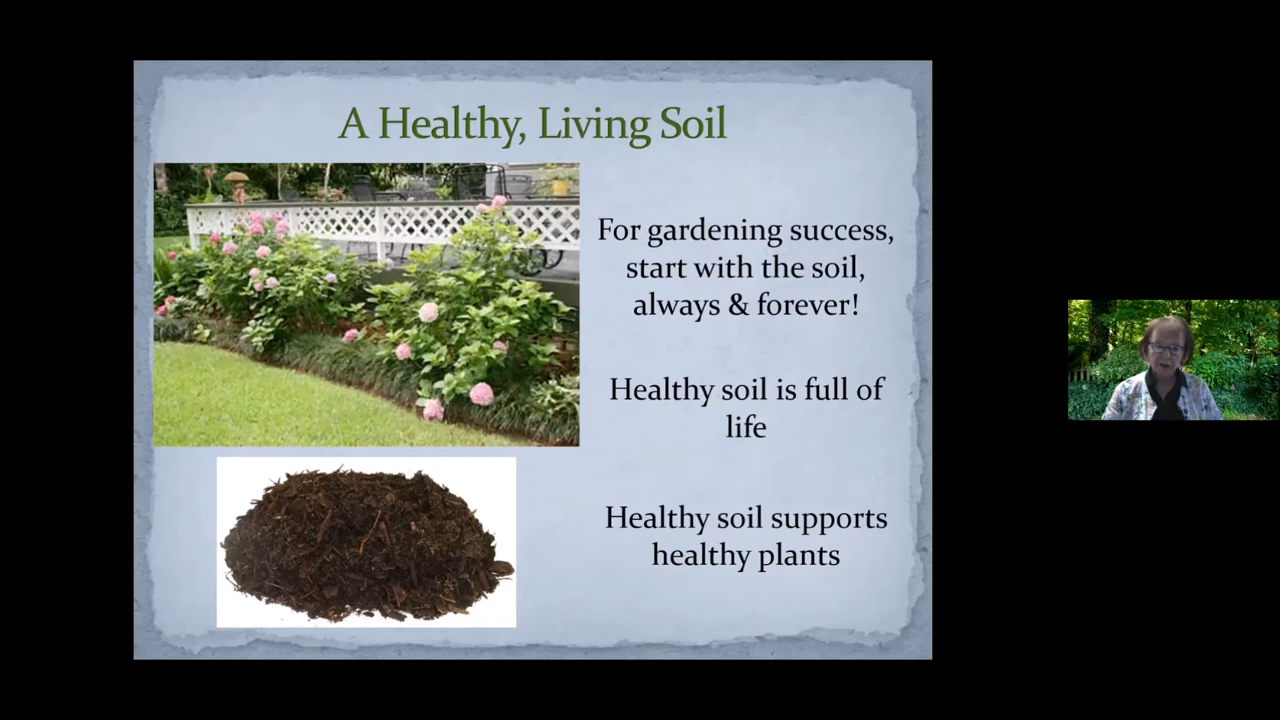 A Healthy, Living Soil
For gardening success,
start with the soil,
always & forever!
Healthy soil is full of
life
Healthy soil supports
healthy plants